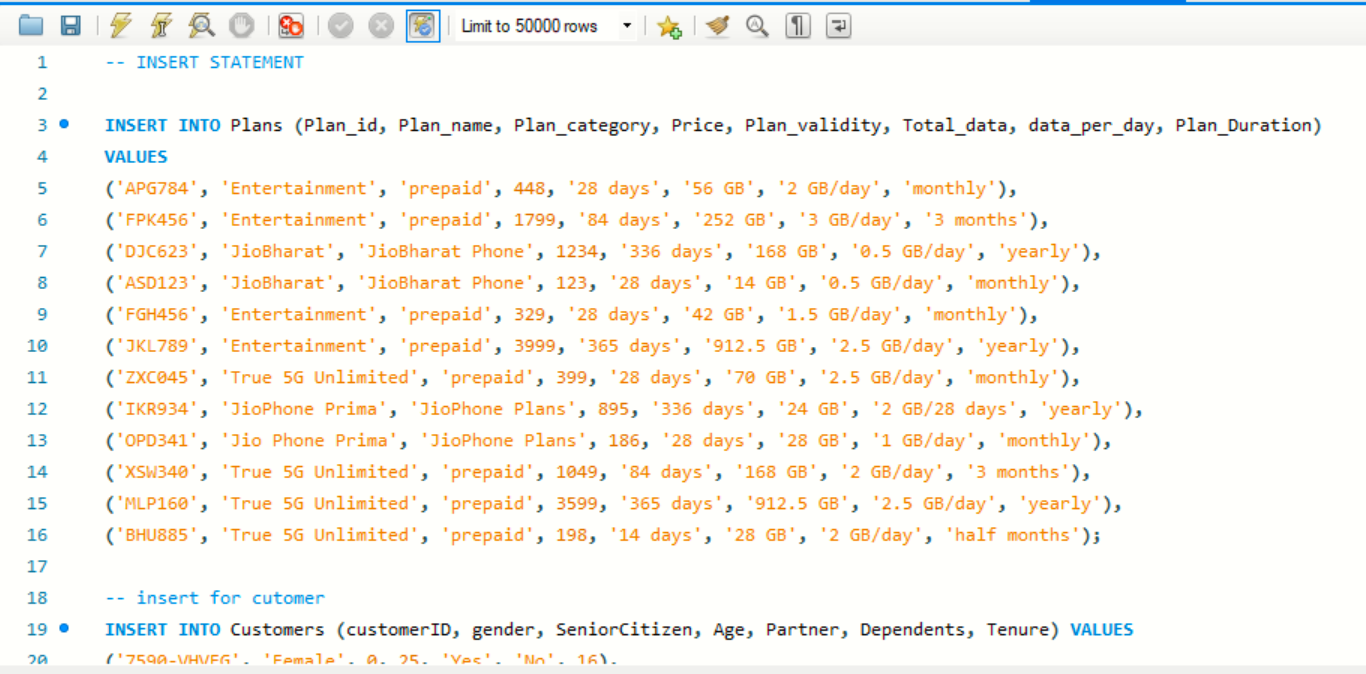 Limit to 50000 rows
1 -- INSERT STATEMENT
2
3 INSERT INTO Plans (Plan_id, Plan_name, Plan_category, Price, Plan_validity, Total_data, data_per_day, Plan_Duration)
4 VALUES
5 ('APG784', 'Entertainment', 'prepaid', 448, '28 days', '56 GB', '2 GB/day', 'monthly'),
6 ('FPK456', 'Entertainment', 'prepaid', 1799, '84 days', '252 GB', '3 GB/day', '3 months'),
7 ('DJC623', 'JioBharat', 'JioBharat Phone', 1234, '336 days', '168 GB', '0.5 GB/day', 'yearly'),
8 ('ASD123', 'JioBharat', 'JioBharat Phone', 123, '28 days', '14 GB', '0.5 GB/day', 'monthly'),
9 ('FGH456', 'Entertainment', 'prepaid', 329, '28 days', '42 GB', '1.5 GB/day', 'monthly'),
10 ('JKL789', 'Entertainment', 'prepaid', 3999, '365 days', '912.5 GB', '2.5 GB/day', 'yearly'),
11 ('ZXC045', 'True 5G Unlimited', 'prepaid', 399, '28 days', '70 GB', '2.5 GB/day', 'monthly'),
12 ('IKR934', 'JioPhone Prima', 'JioPhone Plans', 895, '336 days', '24 GB', '2 GB/28 days', 'yearly'),
13 ('OPD341', 'Jio Phone Prima', 'JioPhone Plans', 186, '28 days', '28 GB', '1 GB/day', 'monthly'),
14 ('XSW340', 'True 5G Unlimited', 'prepaid', 1049, '84 days', '168 GB', '2 GB/day', '3 months'),
15 ('MLP160', 'True 5G Unlimited', 'prepaid', 3599, '365 days', '912.5 GB', '2.5 GB/day', 'yearly'),
16 ('BHU885', 'True 5G Unlimited', 'prepaid', 198, '14 days', '28 GB', '2 GB/day', 'half months');
17
18 -- insert for cutomer
19 INSERT INTO Customers (customerID, gender, SeniorCitizen, Age, Partner, Dependents, Tenure) VALUES
20 ('7590-VHVEG', 'Female', 0, 25, 'Yes', 'No', 16),